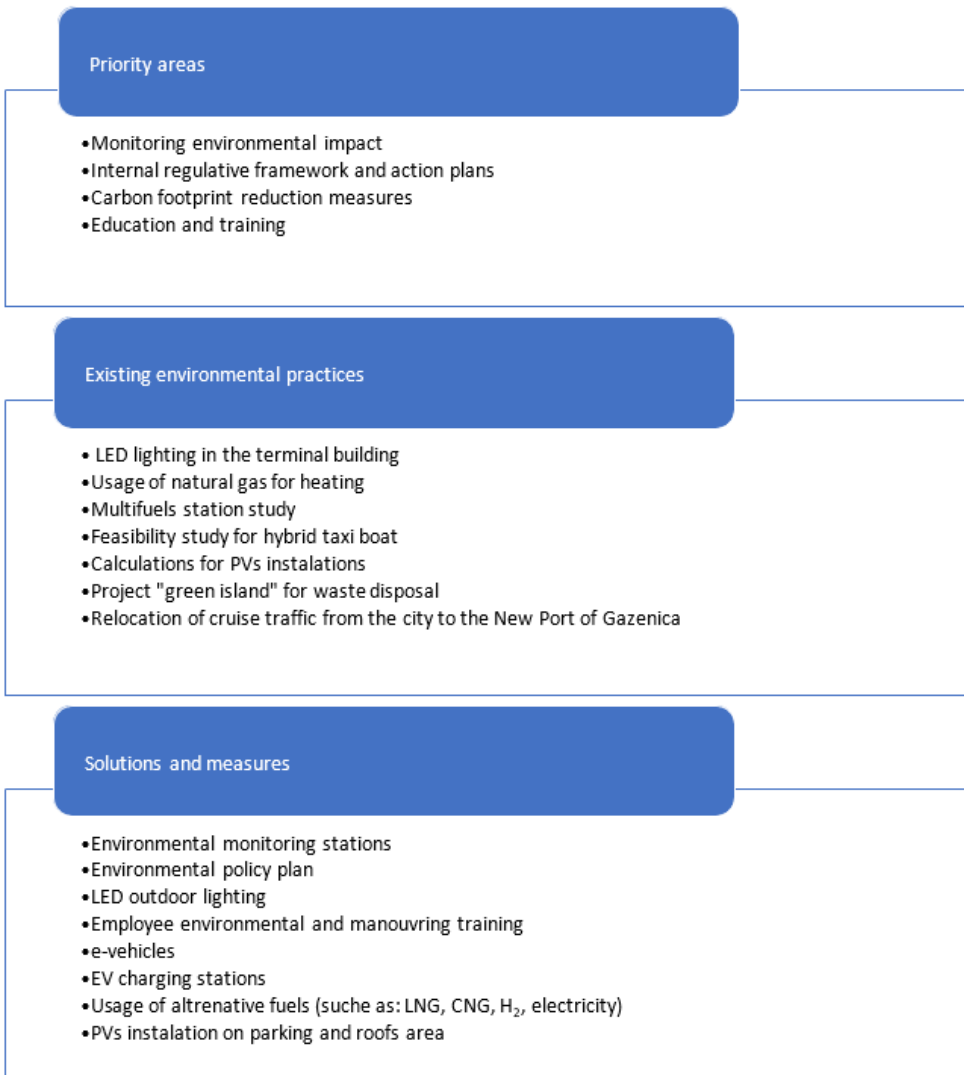 Priority areas
•Monitoring environmental impact
•Internal regulative framework and action plans
•Carbon footprint reduction measures
•Education and training
Existing environmental practices
• LED lighting in the terminal building
•Usage of natural gas for heating
•Multifuels station study
•Feasibility study for hybrid taxi boat
•Calculations for PVs instalations
•Project "green island" for waste disposal
•Relocation of cruise traffic from the city to the New Port of Gazenica
Solutions and measures
•Environmental monitoring stations
•Environmental policy plan
•LED outdoor lighting
•Employee environmental and manouvring training
•e-vehicles
•EV charging stations
•Usage of altrenative fuels (suche as: LNG, CNG, H₂, electricity)
•PVs instalation on parking and roofs area